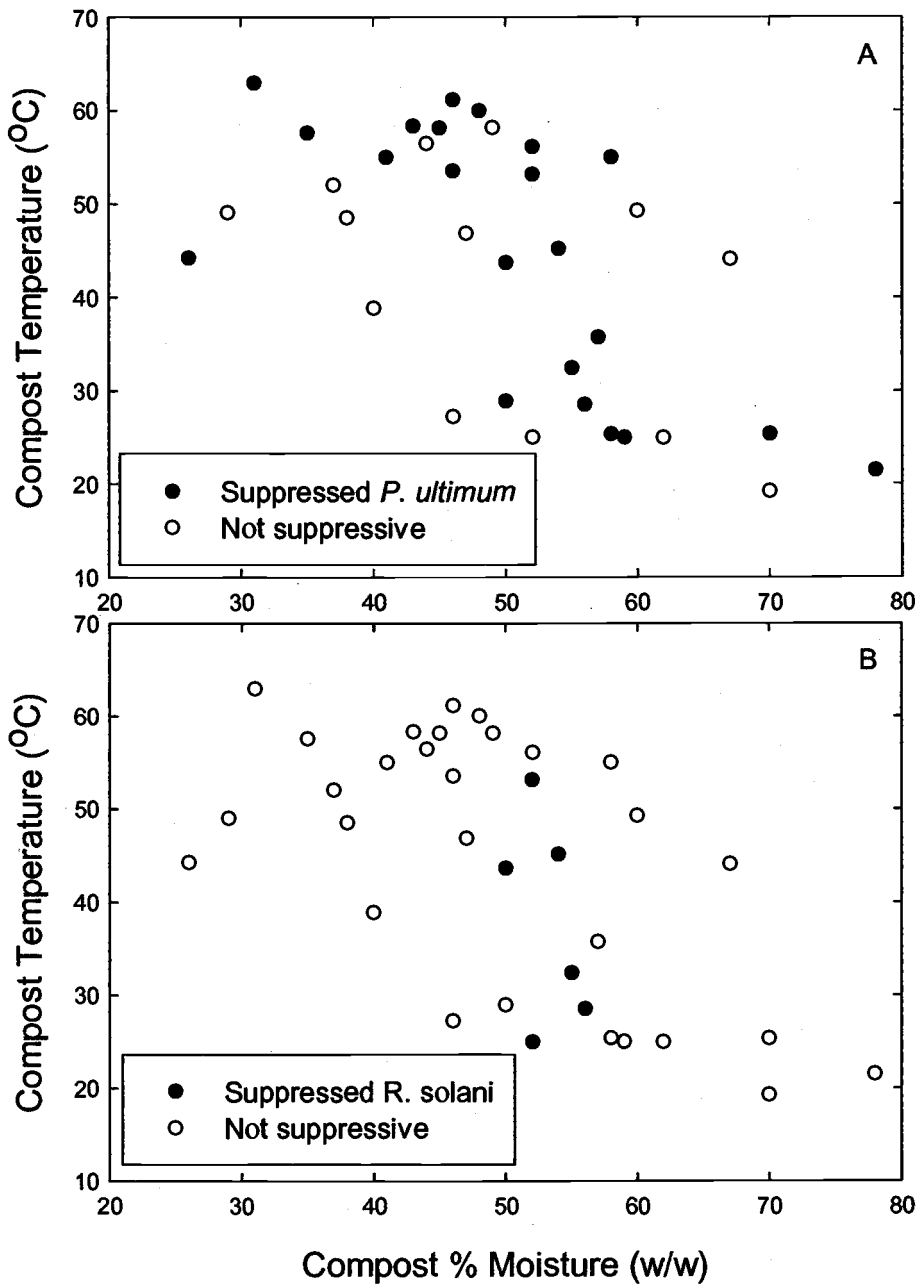 A
Compost Temperature (°C)
70
60
50
40
30
20
10
Suppressed P. ultimum
Not suppressive
20 30 40 50 60 70 80
B
Compost Temperature (°C)
70
60
50
40
30
20
10
Suppressed R. solani
Not suppressive
20 30 40 50 60 70 80
Compost % Moisture (w/w)